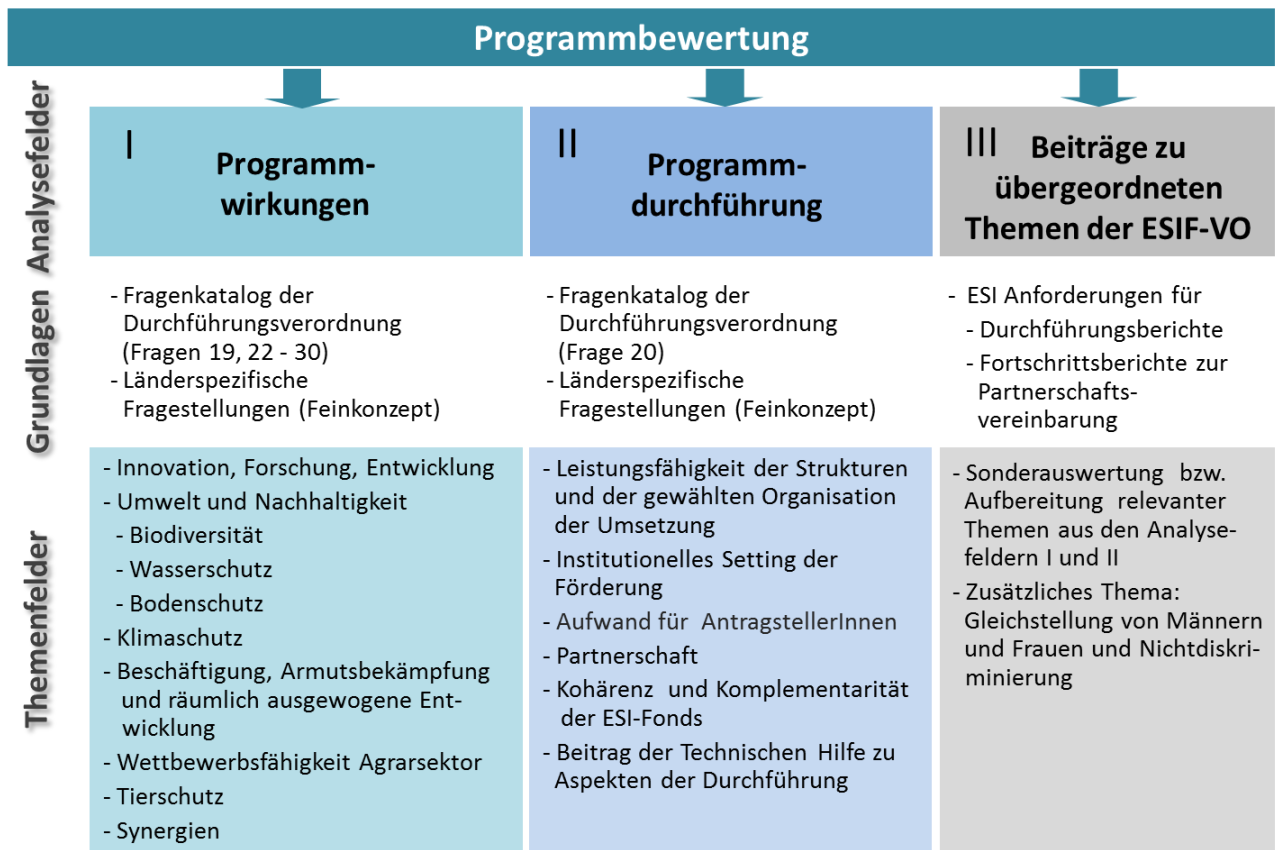 Programmbewertung
Analysefelder
I
Programm-
wirkungen
II
Programm-
durchführung
III
Beiträge zu
übergeordneten
Themen der ESIF-VO
Grundlagen
- Fragenkatalog der
Durchführungsverordnung
(Fragen 19, 22 - 30)
- Länderspezifische
Fragestellungen (Feinkonzept)
- Fragenkatalog der
Durchführungsverordnung
(Frage 20)
- Länderspezifische
Fragestellungen (Feinkonzept)
- ESI Anforderungen für
- Durchführungsberichte
- Fortschrittsberichte zur
Partnerschafts-
vereinbarung
Themenfelder
- Innovation, Forschung, Entwicklung
- Umwelt und Nachhaltigkeit
- Biodiversität
- Wasserschutz
- Bodenschutz
- Klimaschutz
- Beschäftigung, Armutsbekämpfung
und räumlich ausgewogene Ent-
wicklung
- Wettbewerbsfähigkeit Agrarsektor
- Tierschutz
- Synergien
- Leistungsfähigkeit der Strukturen
und der gewählten Organisation
der Umsetzung
- Institutionelles Setting der
Förderung
- Aufwand für AntragstellerInnen
- Partnerschaft
- Kohärenz und Komplementarität
der ESI-Fonds
- Beitrag der Technischen Hilfe zu
Aspekten der Durchführung
- Sonderauswertung bzw.
Aufbereitung relevanter
Themen aus den Analyse-
feldern I und II
- Zusätzliches Thema:
Gleichstellung von Männern
und Frauen und Nichtdiskri-
minierung